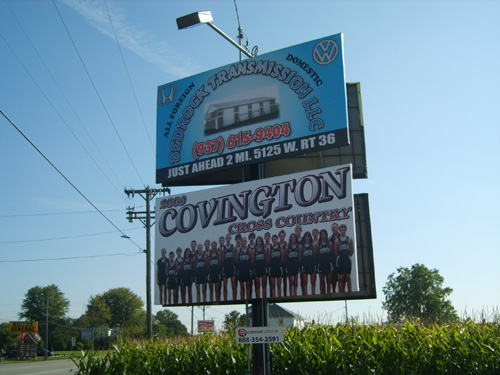 ALL FOREIGN
DOMESTIC
BEDROCK TRANSMISSION LLC
(937) 615-9404
JUST AHEAD 2 MI. 5125 W. RT 36
COVINGTON
CROSS COUNTRY
888-354-2591